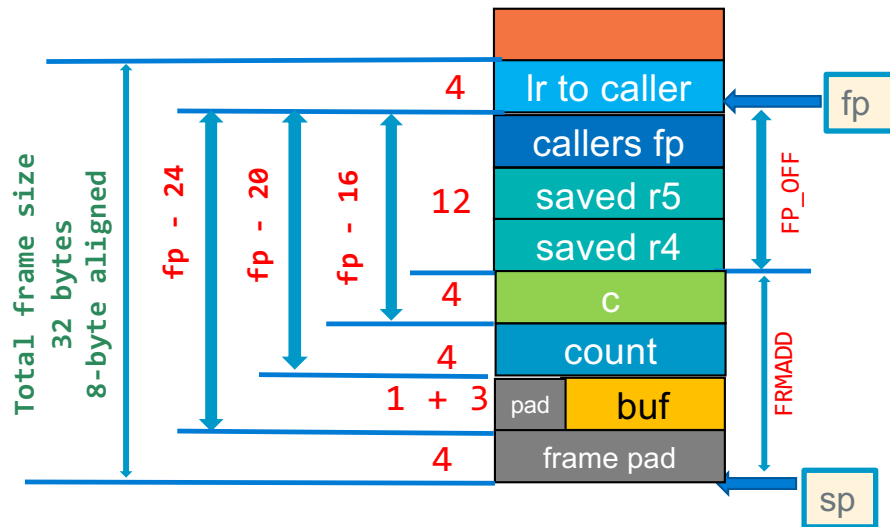 Total frame size
32 bytes
8-byte aligned
fp - 24
fp - 20
fp - 16
4
12
4
4
1 + 3
4
lr to caller
callers fp
saved r5
saved r4
c
count
pad
buf
frame pad
fp
FP_OFF
FRMADD
sp